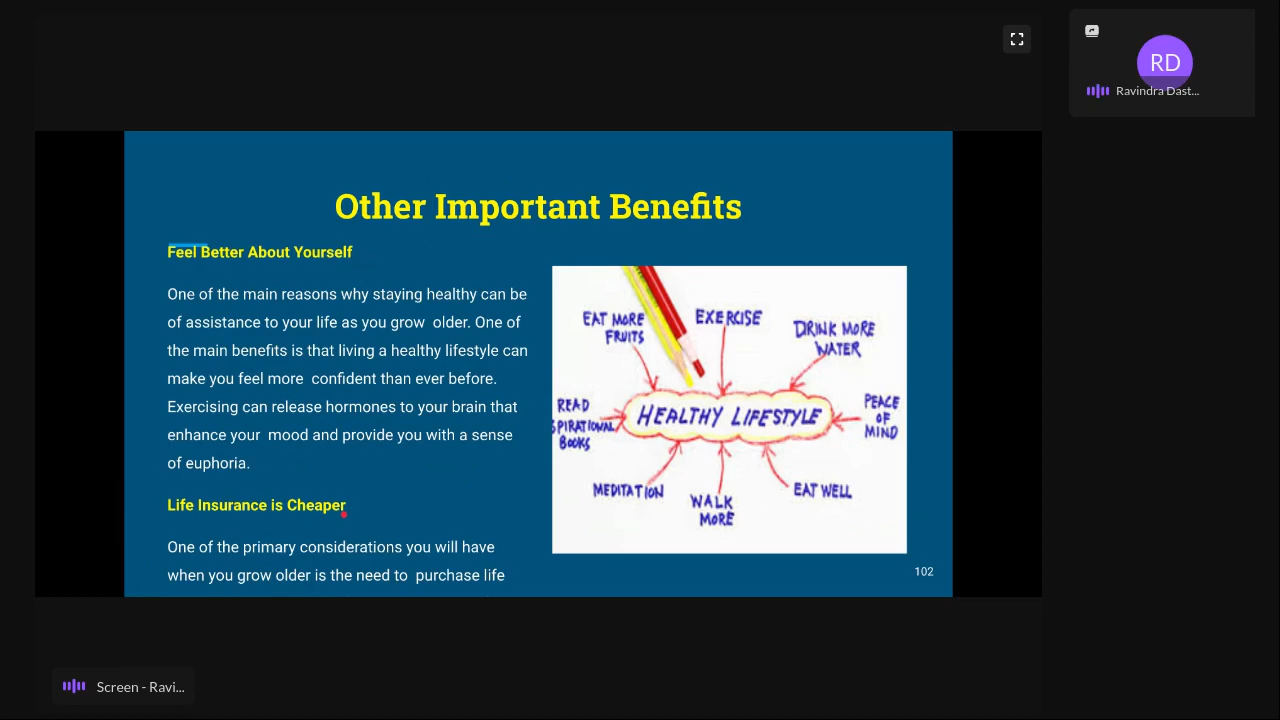 RD
Ravindra Dast...
Other Important Benefits
Feel Better About Yourself
One of the main reasons why staying healthy can be
of assistance to your life as you grow older. One of
the main benefits is that living a healthy lifestyle can
make you feel more confident than ever before.
Exercising can release hormones to your brain that
enhance your mood and provide you with a sense
of euphoria.
Life Insurance is Cheaper
One of the primary considerations you will have
when you grow older is the need to purchase life
EAT MORE
FRUITS
EXERCISE
DRINK MORE
WATER
READ
SPIRATIONAL
BOOKS
HEALTHY LIFESTYLE
PEACE
OF
MIND
MEDITATION
WALK
MORE
EAT WELL
102
Screen - Ravi...